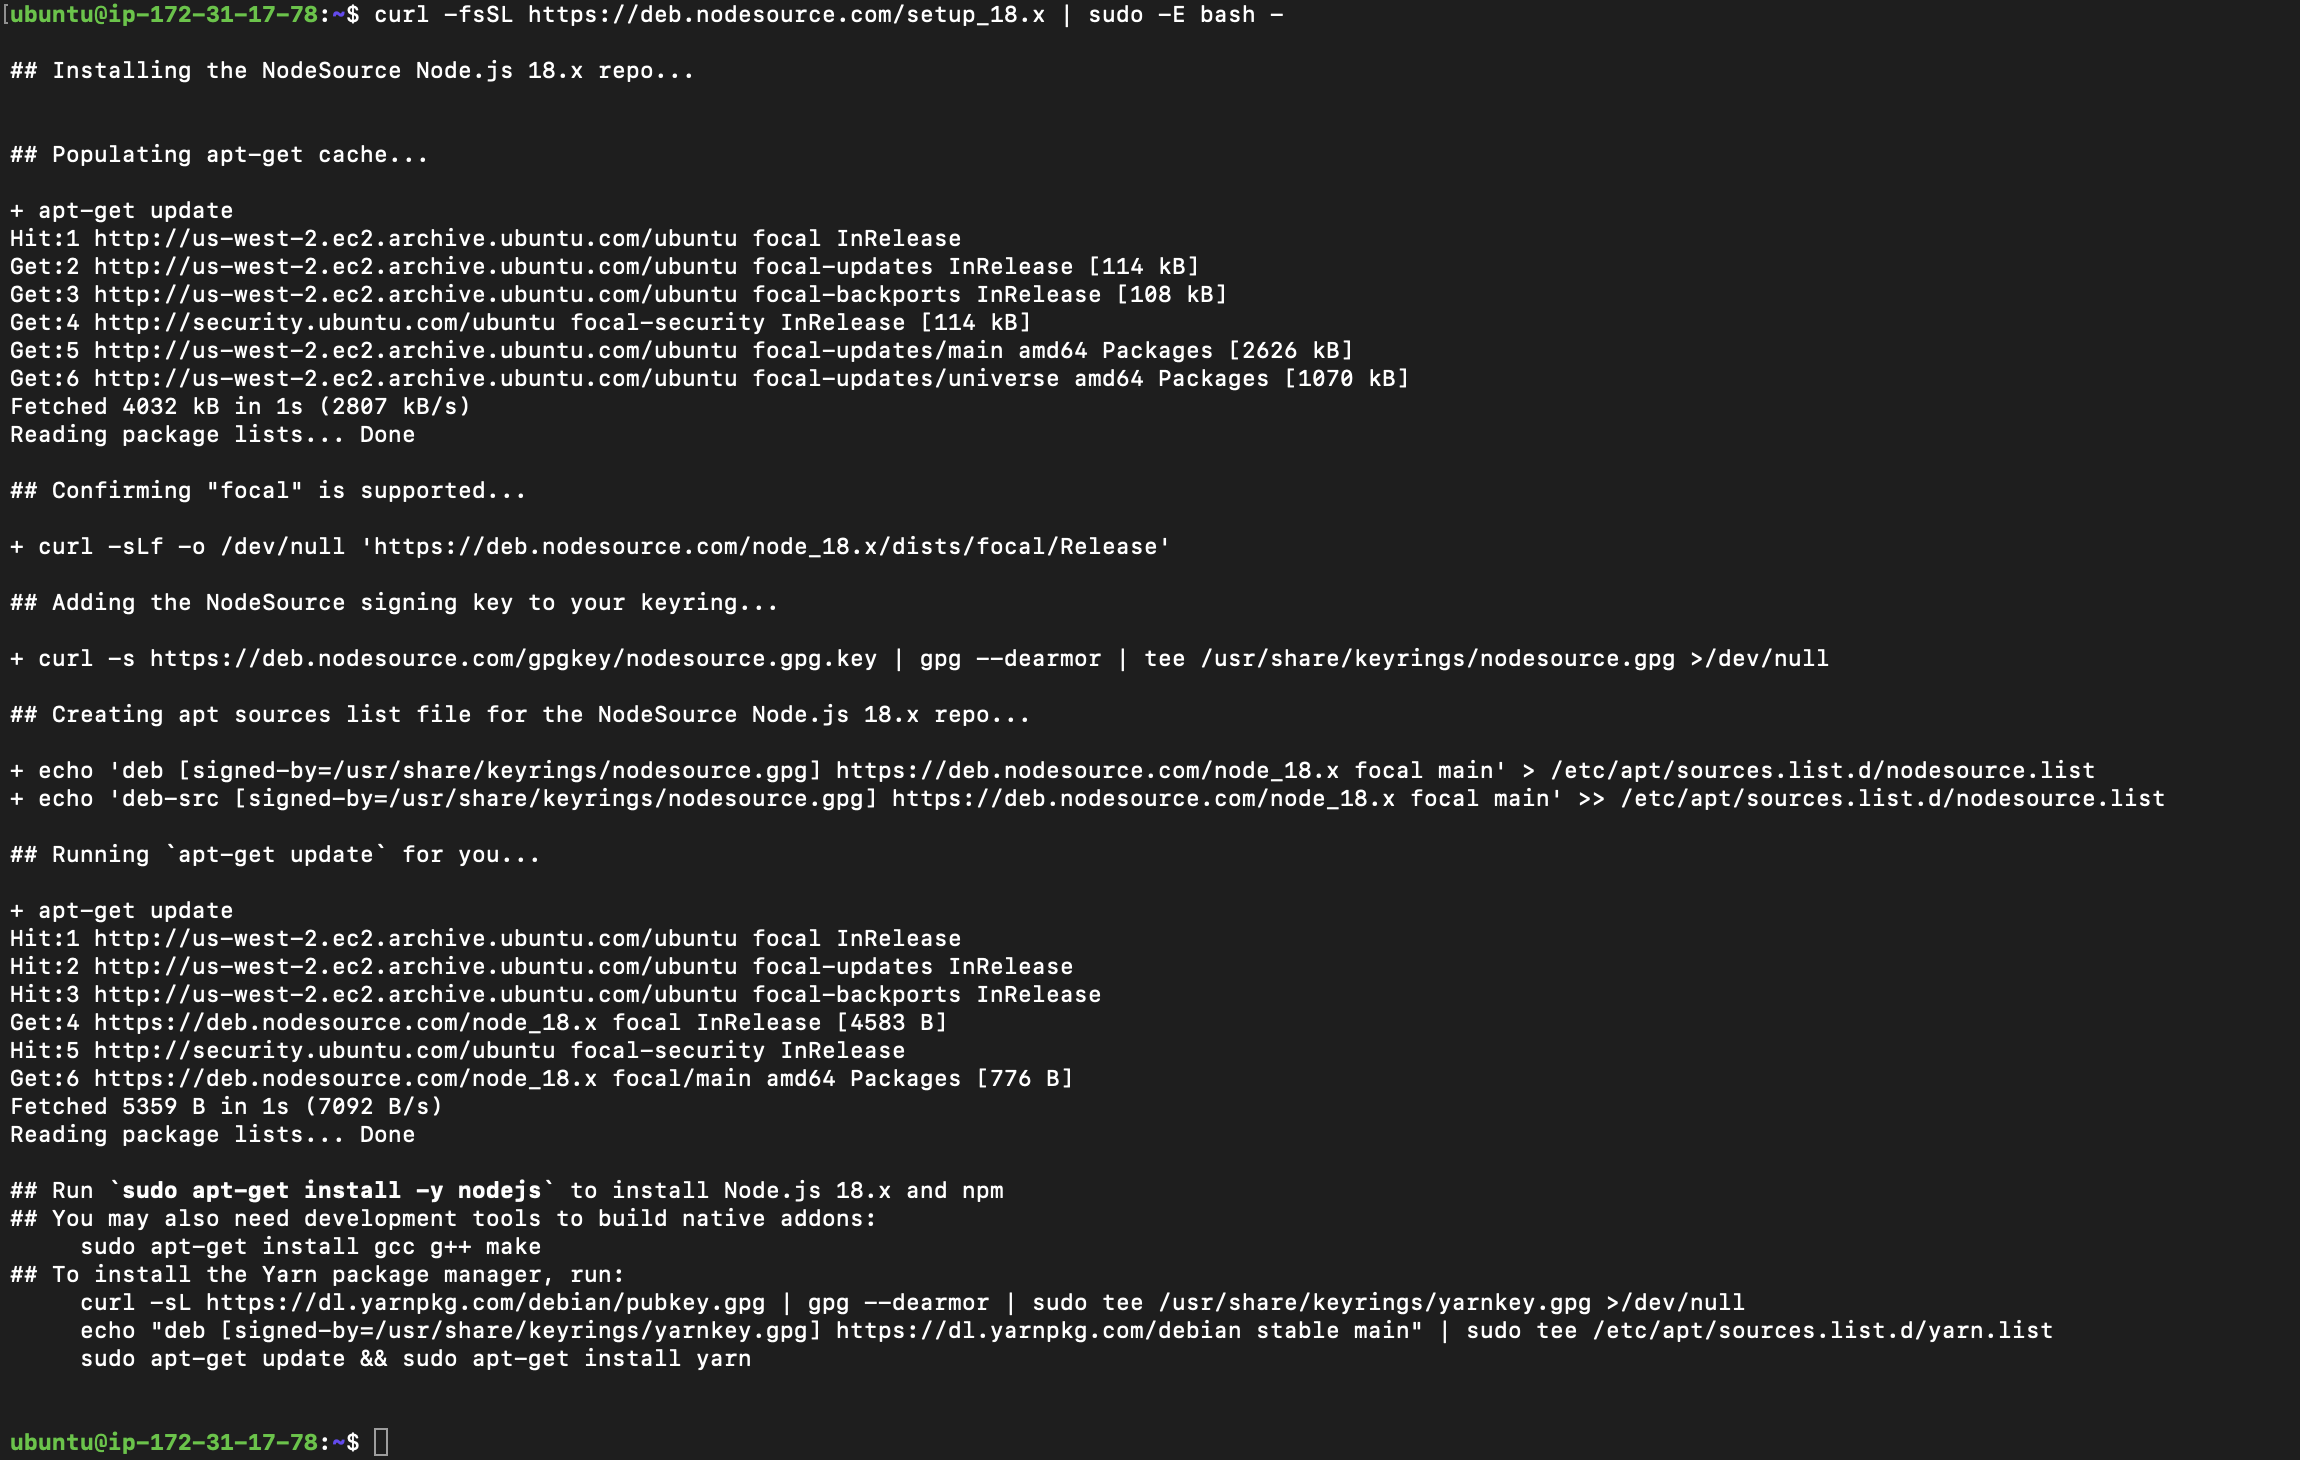 [ubuntu@ip-172-31-17-78:~$ curl -fsSL https://deb.nodesource.com/setup_18.x | sudo -E bash -
## Installing the NodeSource Node.js 18.x repo...
## Populating apt-get cache...
+ apt-get update
Hit:1 http://us-west-2.ec2.archive.ubuntu.com/ubuntu focal InRelease
Get:2 http://us-west-2.ec2.archive.ubuntu.com/ubuntu focal-updates InRelease [114 kB]
Get:3 http://us-west-2.ec2.archive.ubuntu.com/ubuntu focal-backports InRelease [108 kB]
Get:4 http://security.ubuntu.com/ubuntu focal-security InRelease [114 kB]
Get:5 http://us-west-2.ec2.archive.ubuntu.com/ubuntu focal-updates/main amd64 Packages [2626 kB]
Get:6 http://us-west-2.ec2.archive.ubuntu.com/ubuntu focal-updates/universe amd64 Packages [1070 kB]
Fetched 4032 kB in 1s (2807 kB/s)
Reading package lists... Done
## Confirming "focal" is supported...
+ curl -sLf -o /dev/null 'https://deb.nodesource.com/node_18.x/dists/focal/Release'
## Adding the NodeSource signing key to your keyring...
+ curl -s https://deb.nodesource.com/gpgkey/nodesource.gpg.key | gpg --dearmor | tee /usr/share/keyrings/nodesource.gpg >/dev/null
## Creating apt sources list file for the NodeSource Node.js 18.x repo...
+ echo 'deb [signed-by=/usr/share/keyrings/nodesource.gpg] https://deb.nodesource.com/node_18.x focal main' > /etc/apt/sources.list.d/nodesource.list
+ echo 'deb-src [signed-by=/usr/share/keyrings/nodesource.gpg] https://deb.nodesource.com/node_18.x focal main' >> /etc/apt/sources.list.d/nodesource.list
## Running `apt-get update` for you...
+ apt-get update
Hit:1 http://us-west-2.ec2.archive.ubuntu.com/ubuntu focal InRelease
Hit:2 http://us-west-2.ec2.archive.ubuntu.com/ubuntu focal-updates InRelease
Hit:3 http://us-west-2.ec2.archive.ubuntu.com/ubuntu focal-backports InRelease
Get:4 https://deb.nodesource.com/node_18.x focal InRelease [4583 B]
Hit:5 http://security.ubuntu.com/ubuntu focal-security InRelease
Get:6 https://deb.nodesource.com/node_18.x focal/main amd64 Packages [776 B]
Fetched 5359 B in 1s (7092 B/s)
Reading package lists... Done
## Run `sudo apt-get install -y nodejs` to install Node.js 18.x and npm
## You may also need development tools to build native addons:
     sudo apt-get install gcc g++ make
## To install the Yarn package manager, run:
     curl -sL https://dl.yarnpkg.com/debian/pubkey.gpg | gpg --dearmor | sudo tee /usr/share/keyrings/yarnkey.gpg >/dev/null
     echo "deb [signed-by=/usr/share/keyrings/yarnkey.gpg] https://dl.yarnpkg.com/debian stable main" | sudo tee /etc/apt/sources.list.d/yarn.list
     sudo apt-get update && sudo apt-get install yarn
ubuntu@ip-172-31-17-78:~$